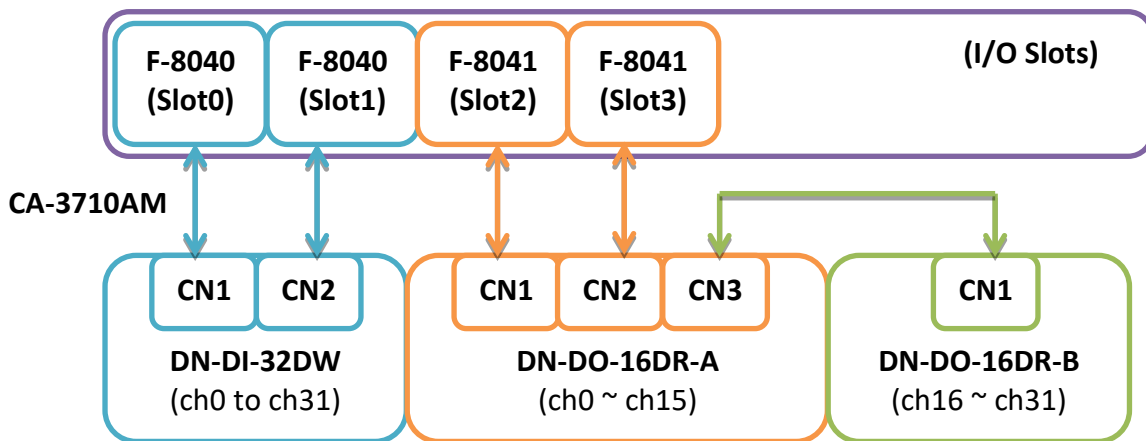 F-8040
(Slot0)
F-8040
(Slot1)
F-8041
(Slot2)
F-8041
(Slot3)
(I/O Slots)
CA-3710AM
CN1
CN2
DN-DI-32DW
(ch0 to ch31)
CN1
CN2
CN3
DN-DO-16DR-A
(ch0 ~ ch15)
CN1
DN-DO-16DR-B
(ch16 ~ ch31)